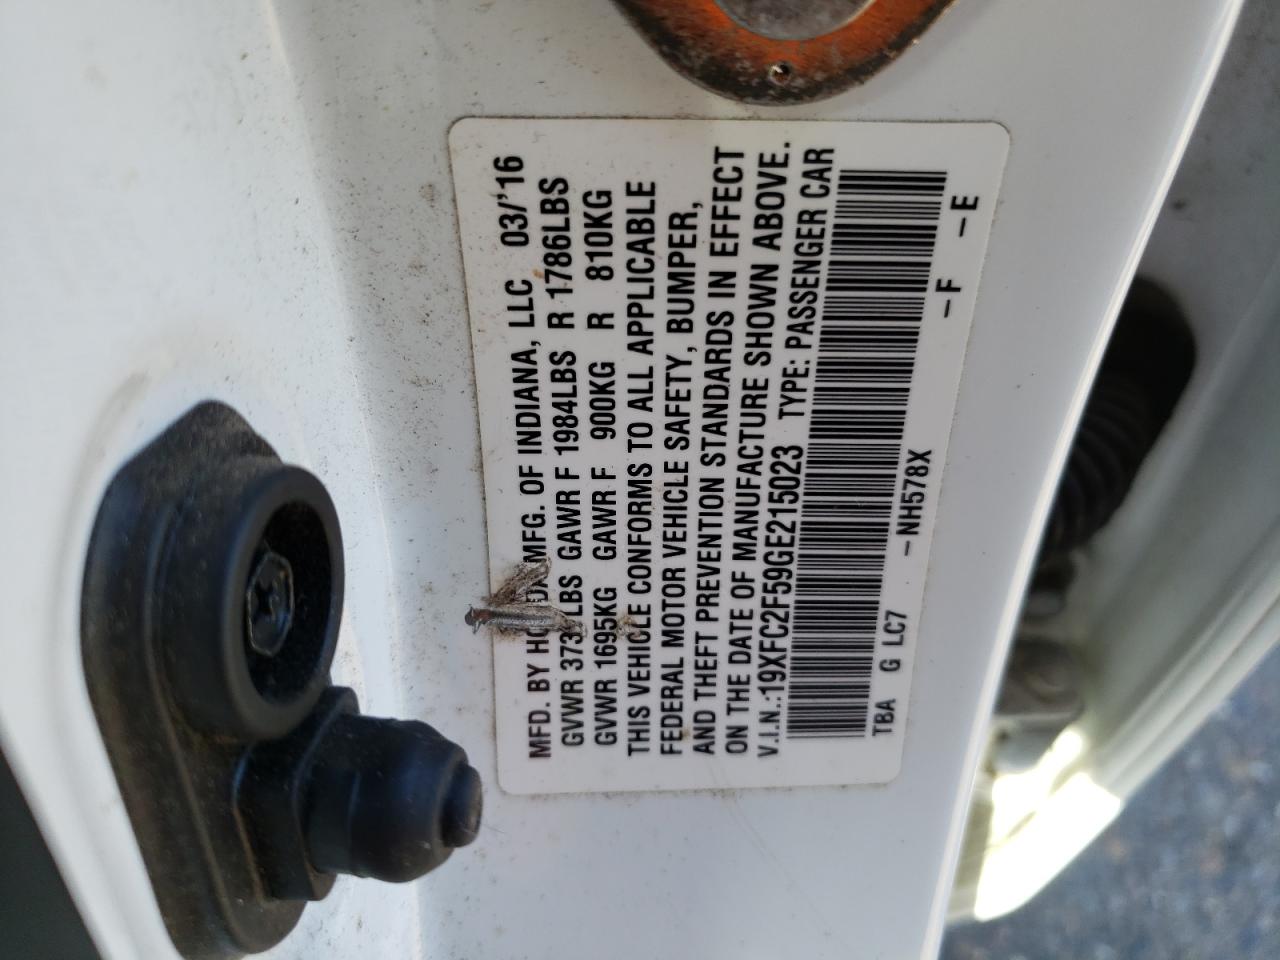 MFD. BY MFG. OF INDIANA, LLC 03/'16
GVWR LBS GAWR F 1984LBS R 1786LBS
GVWR 1695KG GAWR F 900KG R 810KG
THIS VEHICLE CONFORMS TO ALL APPLICABLE
FEDERAL MOTOR VEHICLE SAFETY, BUMPER,
AND THEFT PREVENTION STANDARDS IN EFFECT
ON THE DATE OF MANUFACTURE SHOWN ABOVE.
V.I.N.:19XFC2F59GE215023 TYPE: PASSENGER CAR
TBA G LC7 -NH578X -F -E